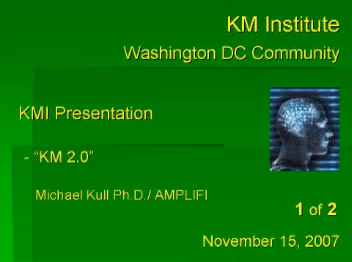 KM Institute
Washington DC Community
KMI Presentation
- “KM 2.0”
Michael Kull Ph.D./ AMPLIFI
1 of 2
November 15, 2007